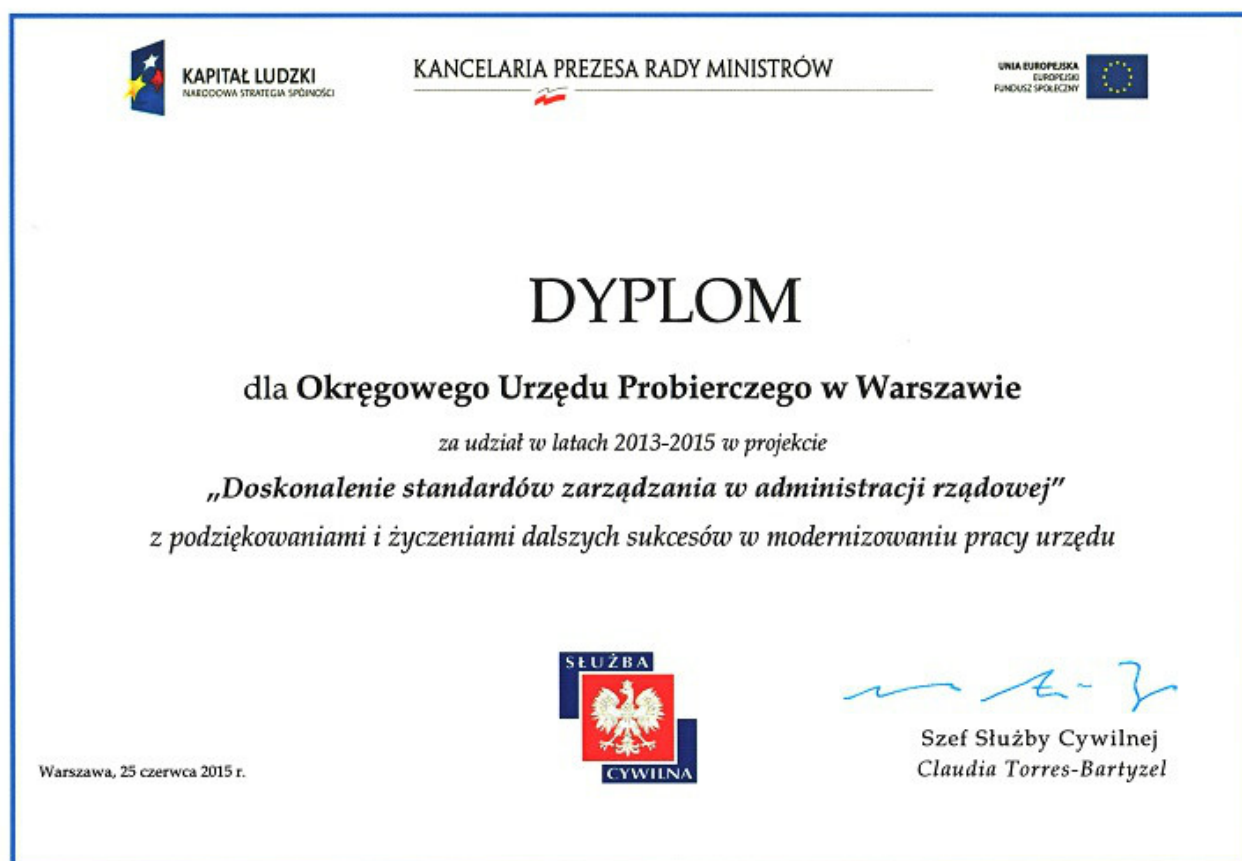 KAPITAŁ LUDZKI
NARODOWA STRATEGIA SPÓJNOŚCI
KANCELARIA PREZESA RADY MINISTRÓW
UNIA EUROPEJSKA
EUROPEJSKI
FUNDUSZ SPOŁECZNY
DYPLOM
dla Okręgowego Urzędu Probierczego w Warszawie
za udział w latach 2013-2015 w projekcie
„Doskonalenie standardów zarządzania w administracji rządowej”
z podziękowaniami i życzeniami dalszych sukcesów w modernizowaniu pracy urzędu
SŁUŻBA
CYWILNA
Szef Służby Cywilnej
Claudia Torres-Bartyzel
Warszawa, 25 czerwca 2015 r.